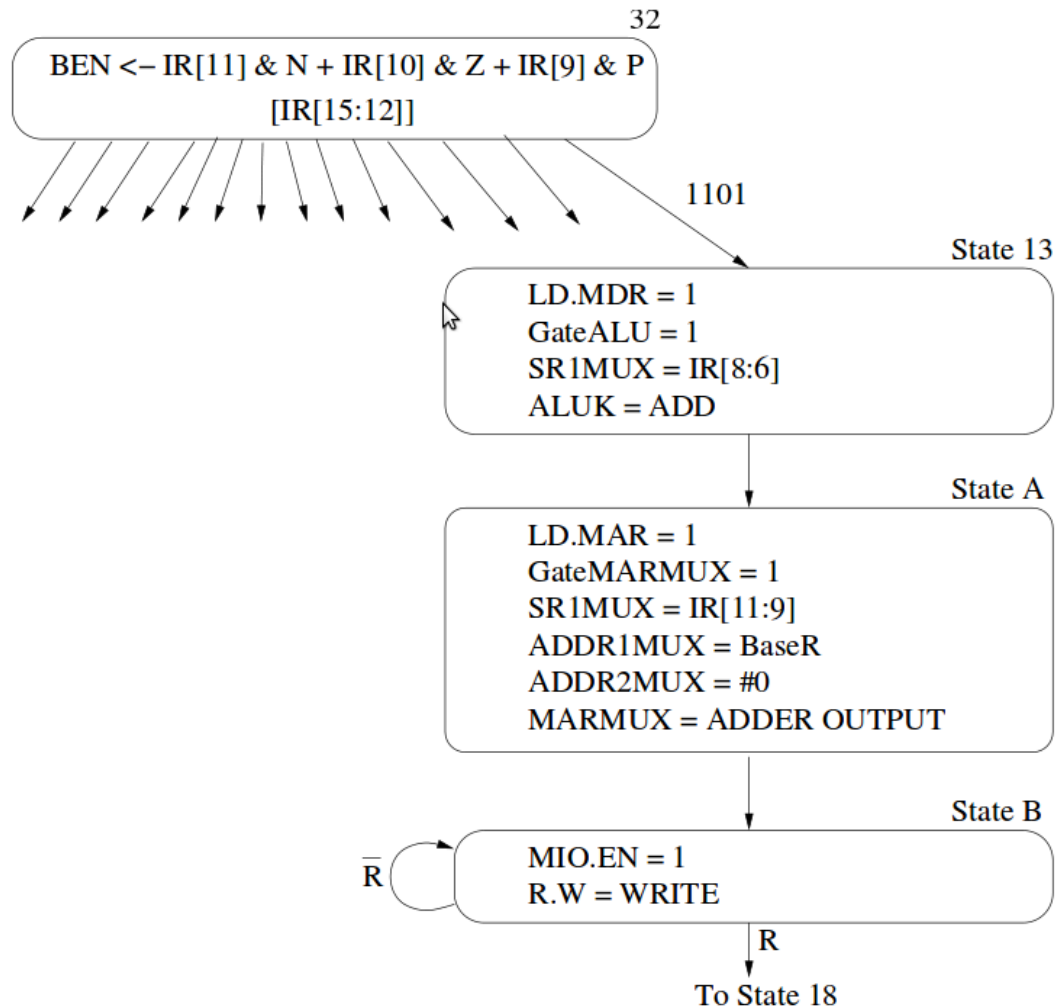 32
BEN <– IR[11] & N + IR[10] & Z + IR[9] & P
[IR[15:12]]
1101
State 13
LD.MDR = 1
GateALU = 1
SR1MUX = IR[8:6]
ALUK = ADD
State A
LD.MAR = 1
GateMARMUX = 1
SR1MUX = IR[11:9]
ADDR1MUX = BaseR
ADDR2MUX = #0
MARMUX = ADDER OUTPUT
State B
R̅
MIO.EN = 1
R.W = WRITE
R
To State 18